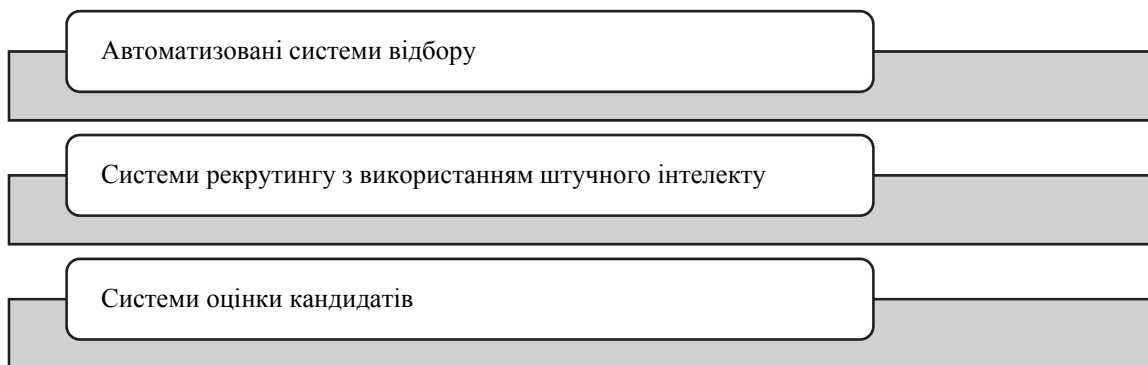 Автоматизовані системи відбору
Системи рекрутингу з використанням штучного інтелекту
Системи оцінки кандидатів